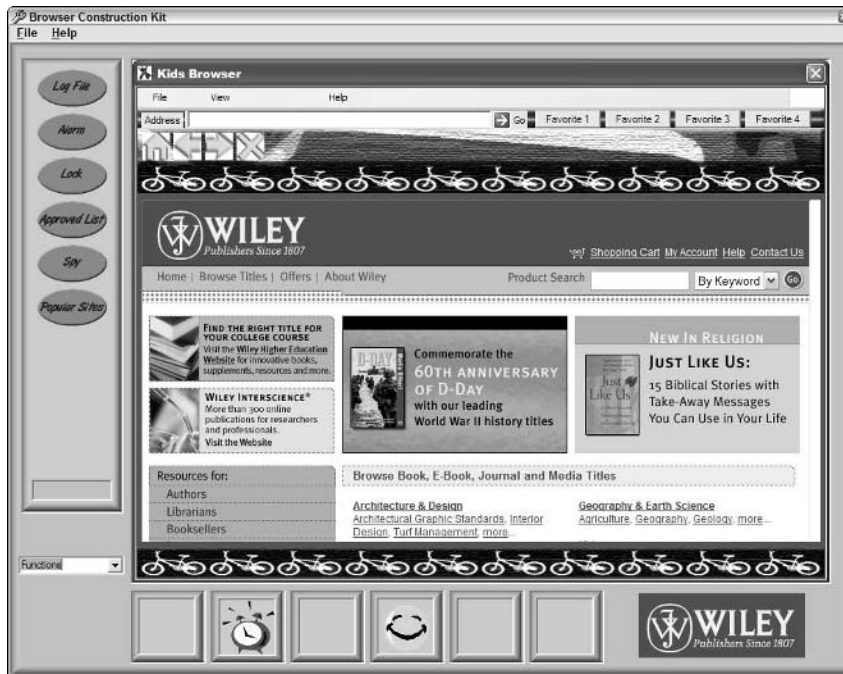 Browser Construction Kit
File Help
Log File
Alarm
Lock
Approved List
Spy
Popular Sites
Functions
Kids Browser
File View Help
Address Go Favorite 1 Favorite 2 Favorite 3 Favorite 4
WILEY
Publishers Since 1807
Shopping Cart My Account Help Contact Us
Home | Browse Titles | Offers | About Wiley
Product Search By Keyword GO
FIND THE RIGHT TITLE FOR
YOUR COLLEGE COURSE
Visit the Wiley Higher Education
Website for innovative books,
supplements, resources and more.
WILEY INTERSCIENCE®
More than 300 online
publications for researchers
and professionals.
Visit the Website
D-DAY
Commemorate the
60TH ANNIVERSARY
OF D-DAY
with our leading
World War II history titles
NEW IN RELIGION
Just
Like Us
JUST LIKE US:
15 Biblical Stories with
Take-Away Messages
You Can Use in Your Life
Resources for:
Authors
Librarians
Booksellers
Browse Book, E-Book, Journal and Media Titles
Architecture & Design
Architectural Graphic Standards, Interior
Design, Turf Management, more...
Geography & Earth Science
Agriculture, Geography, Geology, more...
WILEY
Publishers Since 1807